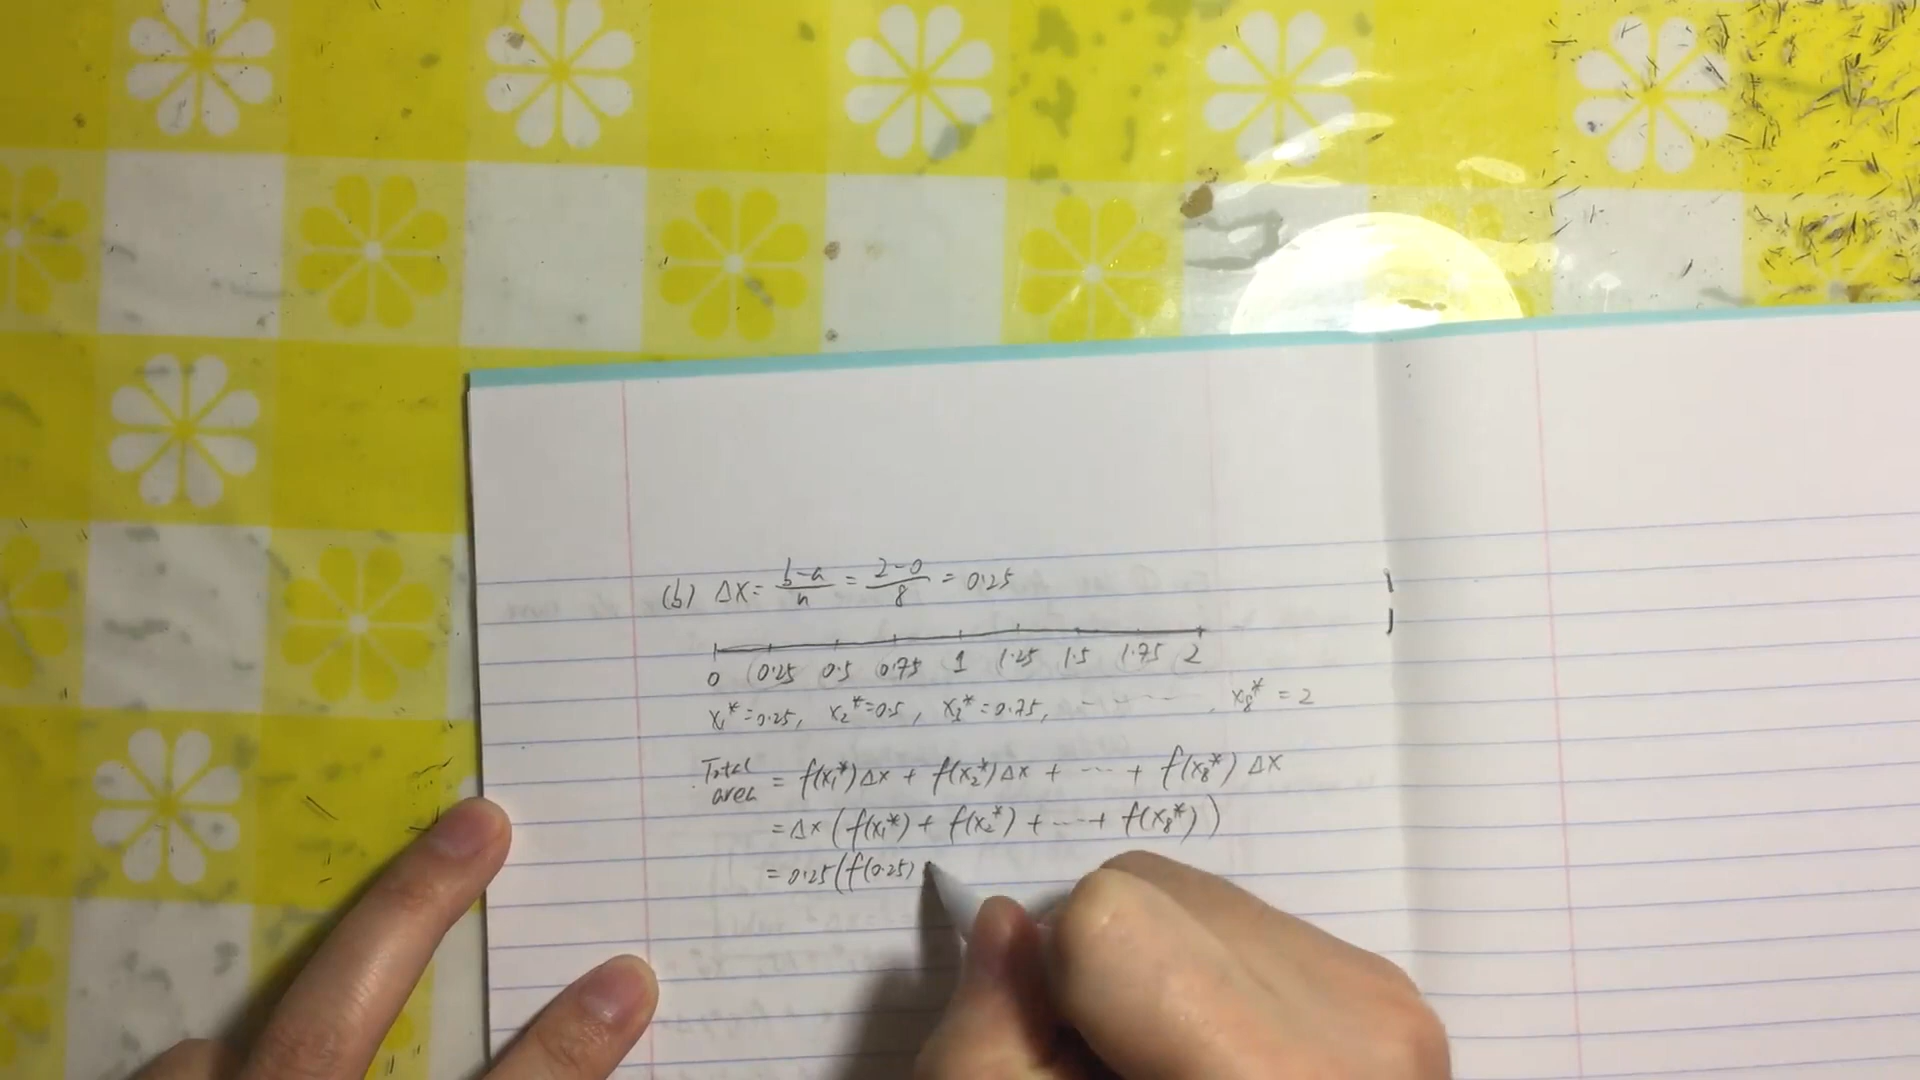 (b) Δx = b-a/n = 2-0/8 = 0.25
0 0.25 0.5 0.75 1 1.25 1.5 1.75 2
x₁* = 0.25, x₂* = 0.5, x₃* = 0.75, ----- , x₈* = 2
Total area = f(x₁*)Δx + f(x₂*)Δx + --- + f(x₈*) Δx
= Δx (f(x₁*) + f(x₂*) + --- + f(x₈*))
= 0.25 (f(0.25)